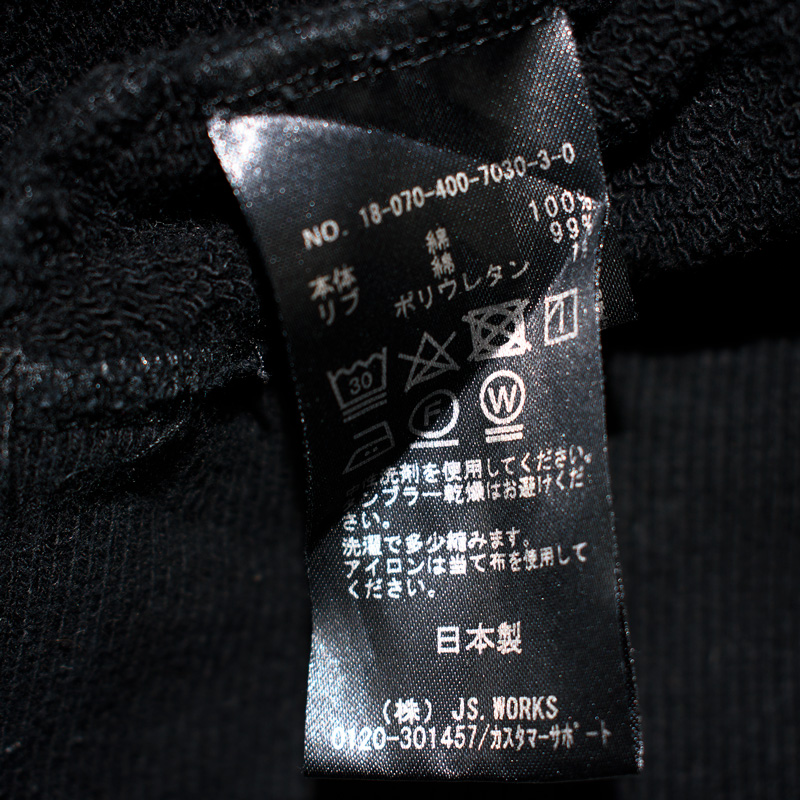 NO. 18-070-400-7030-3-0
本体 綿 100%
リブ 綿 99%
ポリウレタン
30
F W
洗剤を使用してください。
ンブラー乾燥はお避けくだ
さい。
洗濯で多少縮みます。
アイロンは当て布を使用して
ください。
日本製
(株) JS.WORKS
0120-301457/カスタマーサポート